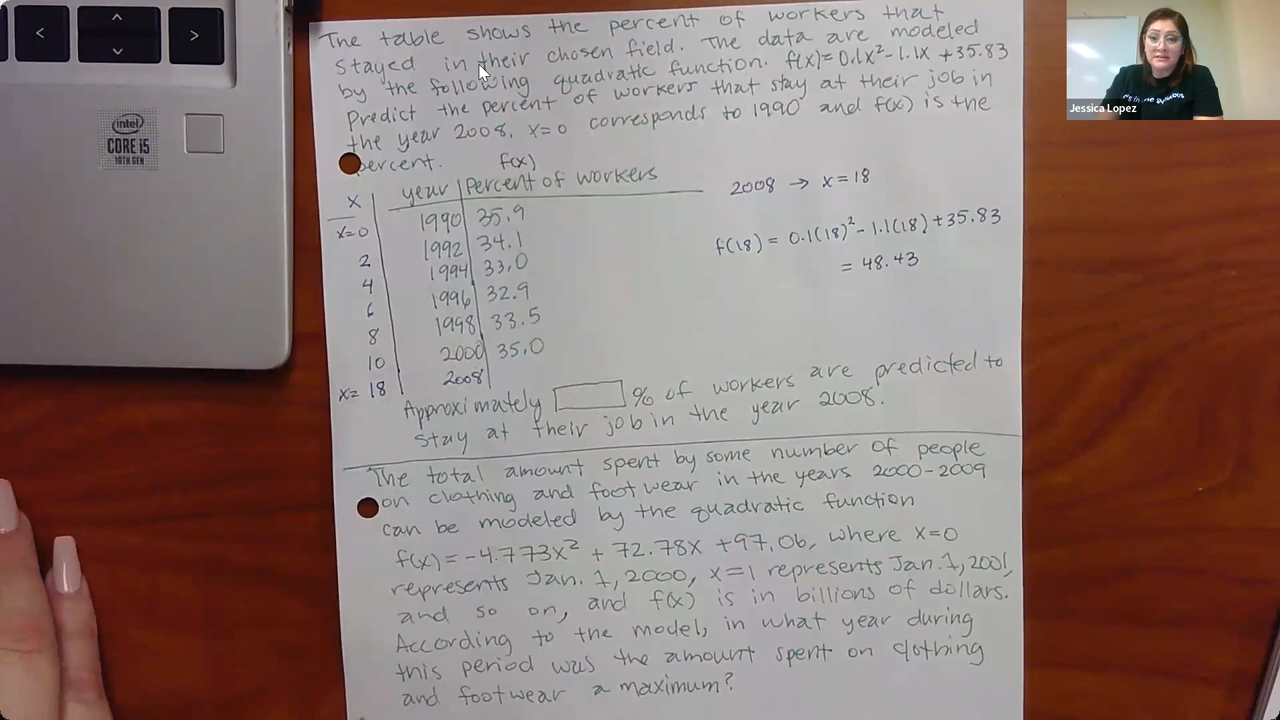 The table shows the percent of workers that
stayed in their chosen field. The data are modeled
by the following quadratic function. f(x)=0.1x²-1.1x+35.83
Predict the percent of workers that stay at their job in
the year 2008. x=0 corresponds to 1990 and f(x) is the
percent.
f(x)
x year Percent of workers
x=0 1990 35.9
2 1992 34.1
4 1994 33.0
6 1996 32.9
8 1998 33.5
10 2000 35.0
x=18 2008
2008 → x=18
f(18) = 0.1(18)²-1.1(18)+35.83
= 48.43
Approximately % of workers are predicted to
stay at their job in the year 2008.
The total amount spent by some number of people
on clothing and footwear in the years 2000-2009
can be modeled by the quadratic function
f(x)=-4.773x²+72.78x+97.06, where x=0
represents Jan. 1, 2000, x=1 represents Jan. 1, 2001,
and so on, and f(x) is in billions of dollars.
According to the model, in what year during
this period was the amount spent on clothing
and footwear a maximum?
intel
CORE i5
10TH GEN
Jessica Lopez